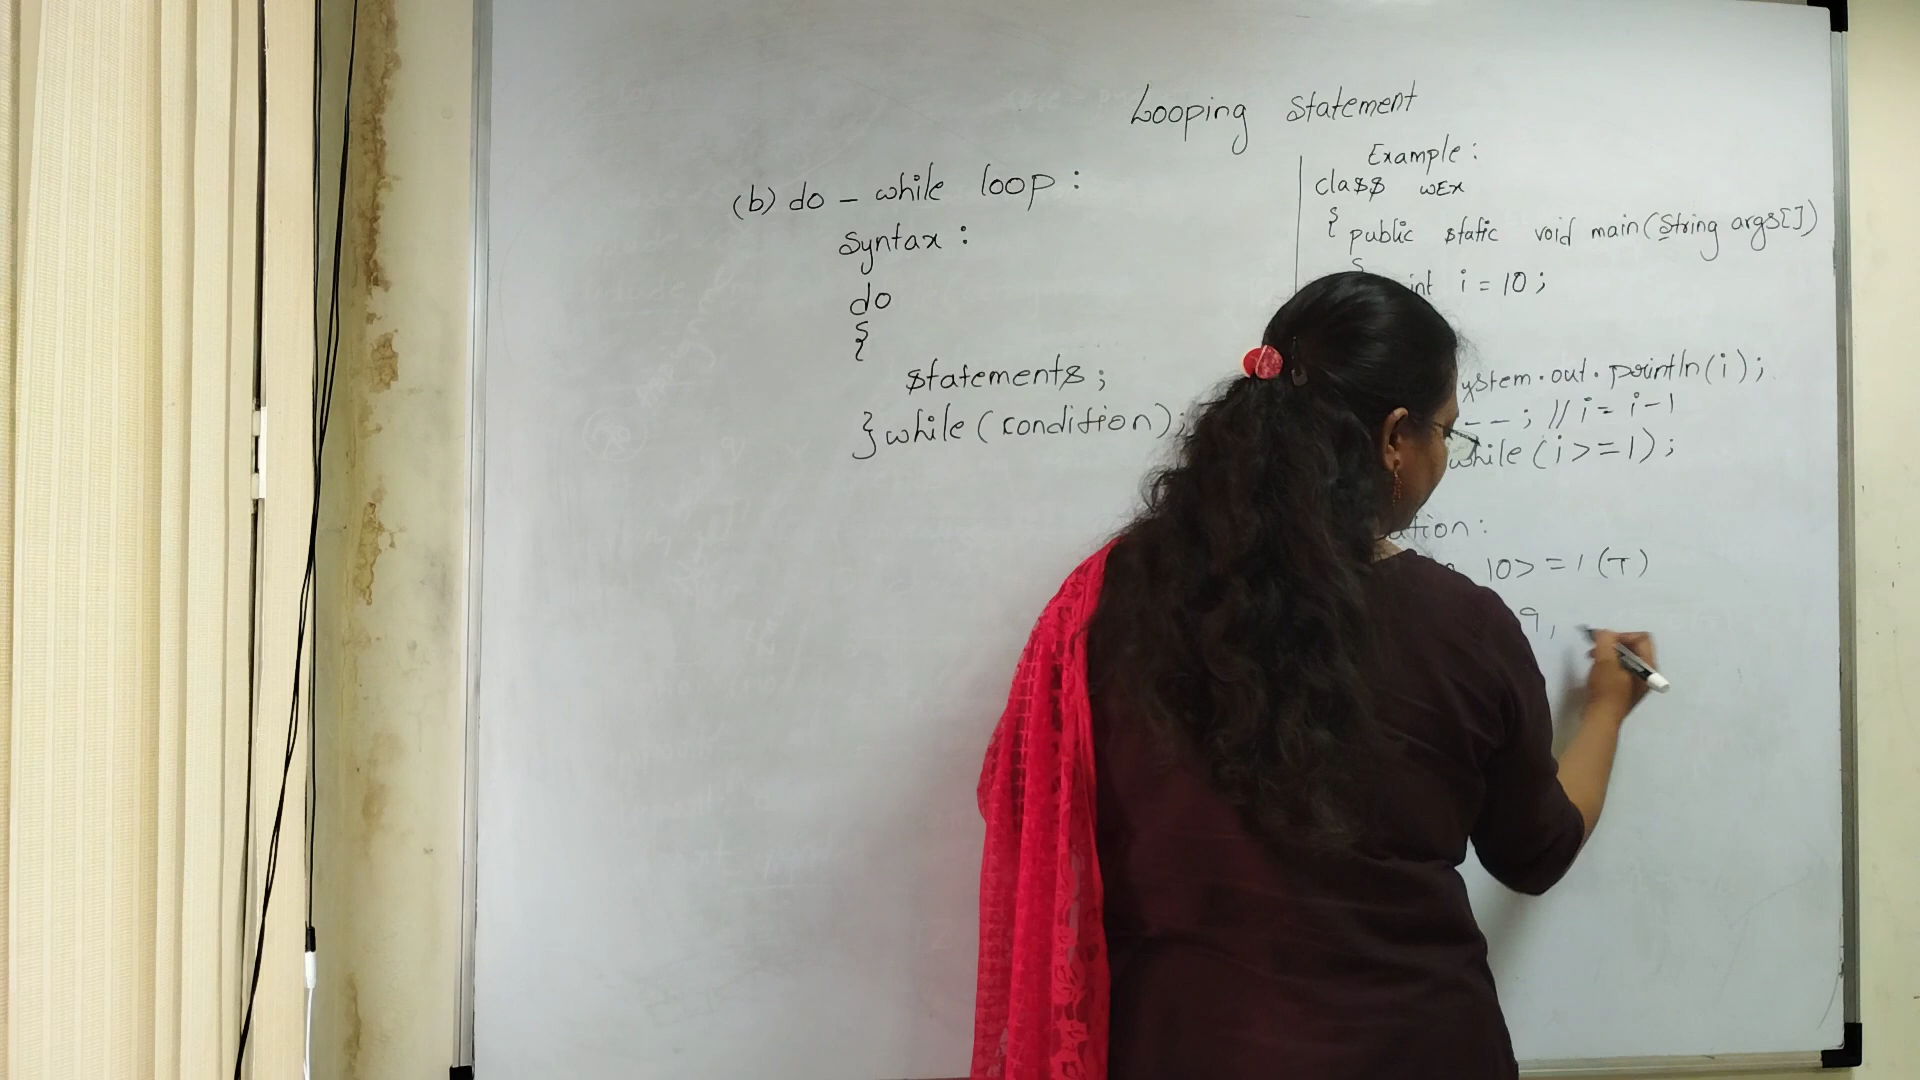 Looping Statement
(b) do - while loop :
Syntax :
do
{
statements ;
} while ( condition ) ;
Example :
class wEx
{ public static void main(String args[])
{
int i = 10 ;
ystem.out.println(i);
-- ; // i = i-1
while (i>=1);
ation :
10>=1 (T)
9,